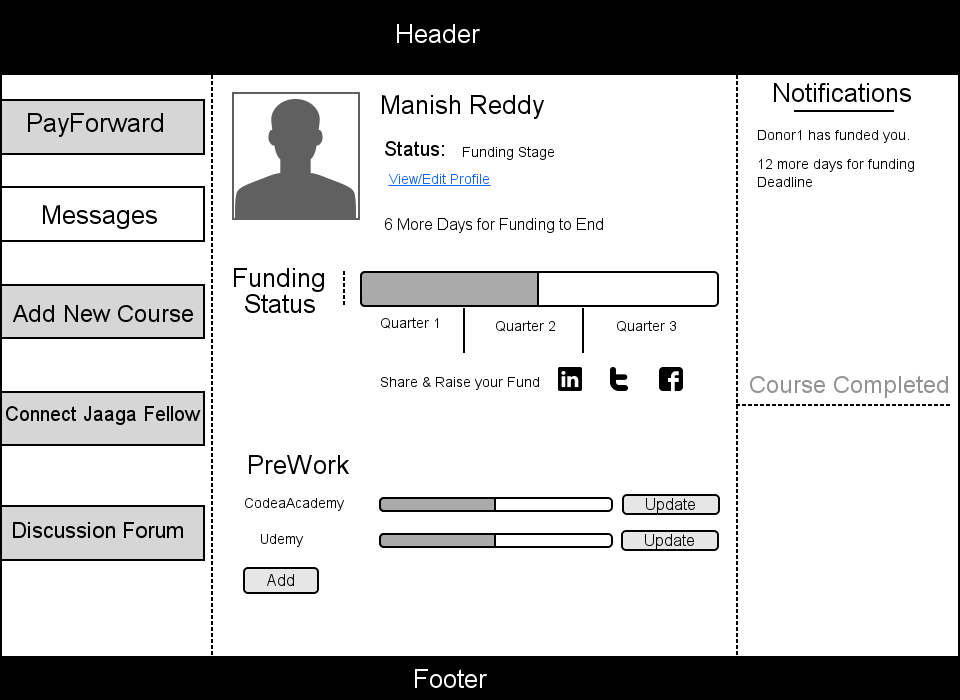 Header
PayForward
Messages
Add New Course
Connect Jaaga Fellow
Discussion Forum
Manish Reddy
Status: Funding Stage
View/Edit Profile
6 More Days for Funding to End
Funding
Status
Quarter 1 Quarter 2 Quarter 3
Share & Raise your Fund in t f
PreWork
CodeaAcademy Update
Udemy Update
Add
Notifications
Donor1 has funded you.
12 more days for funding
Deadline
Course Completed
Footer